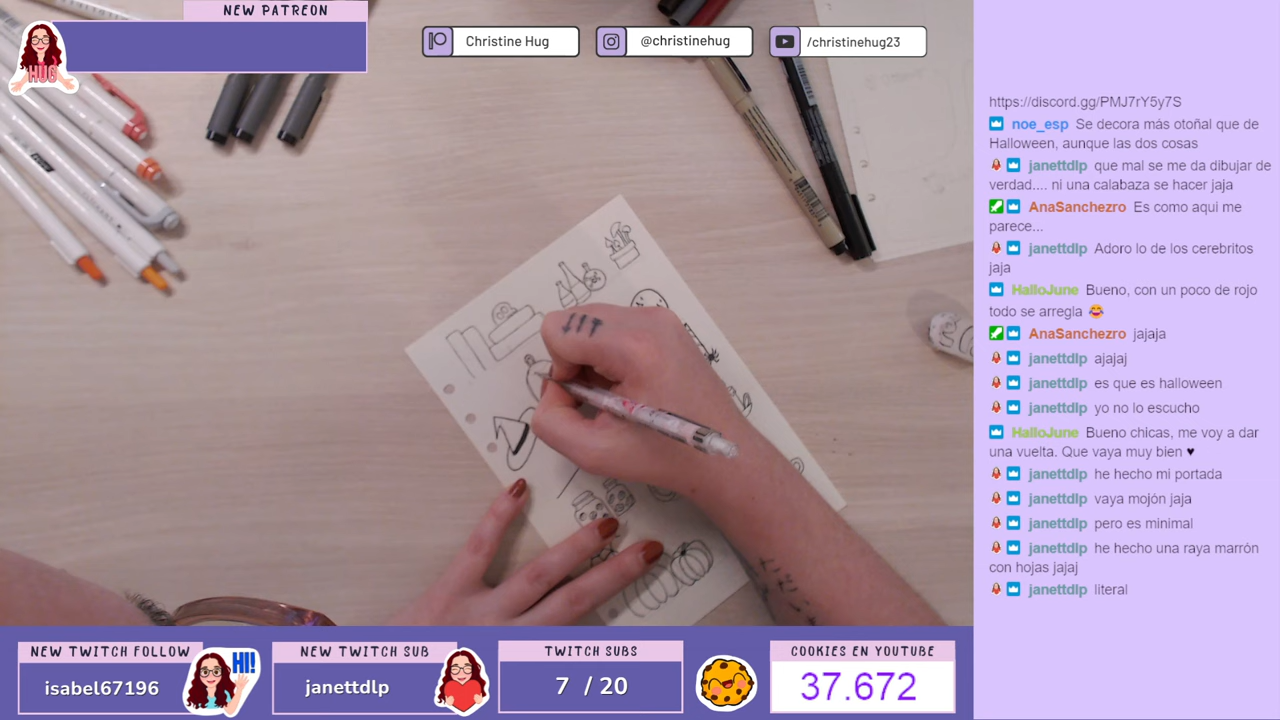 NEW PATREON
HUG
Christine Hug
@christinehug
/christinehug23
https://discord.gg/PMJ7rY5y7S
noe_esp Se decora más otoñal que de
Halloween, aunque las dos cosas
janettdlp que mal se me da dibujar de
verdad.... ni una calabaza se hacer jaja
AnaSanchezro Es como aqui me
parece...
janettdlp Adoro lo de los cerebritos
jaja
HalloJune Bueno, con un poco de rojo
todo se arregla 😂
AnaSanchezro jajaja
janettdlp ajajaj
janettdlp es que es halloween
janettdlp yo no lo escucho
HalloJune Bueno chicas, me voy a dar
una vuelta. Que vaya muy bien ♥
janettdlp he hecho mi portada
janettdlp vaya mojón jaja
janettdlp pero es minimal
janettdlp he hecho una raya marrón
con hojas jajaj
janettdlp literal
NEW TWITCH FOLLOW
isabel67196
HI!
NEW TWITCH SUB
janettdlp
TWITCH SUBS
7 / 20
COOKIES EN YOUTUBE
37.672